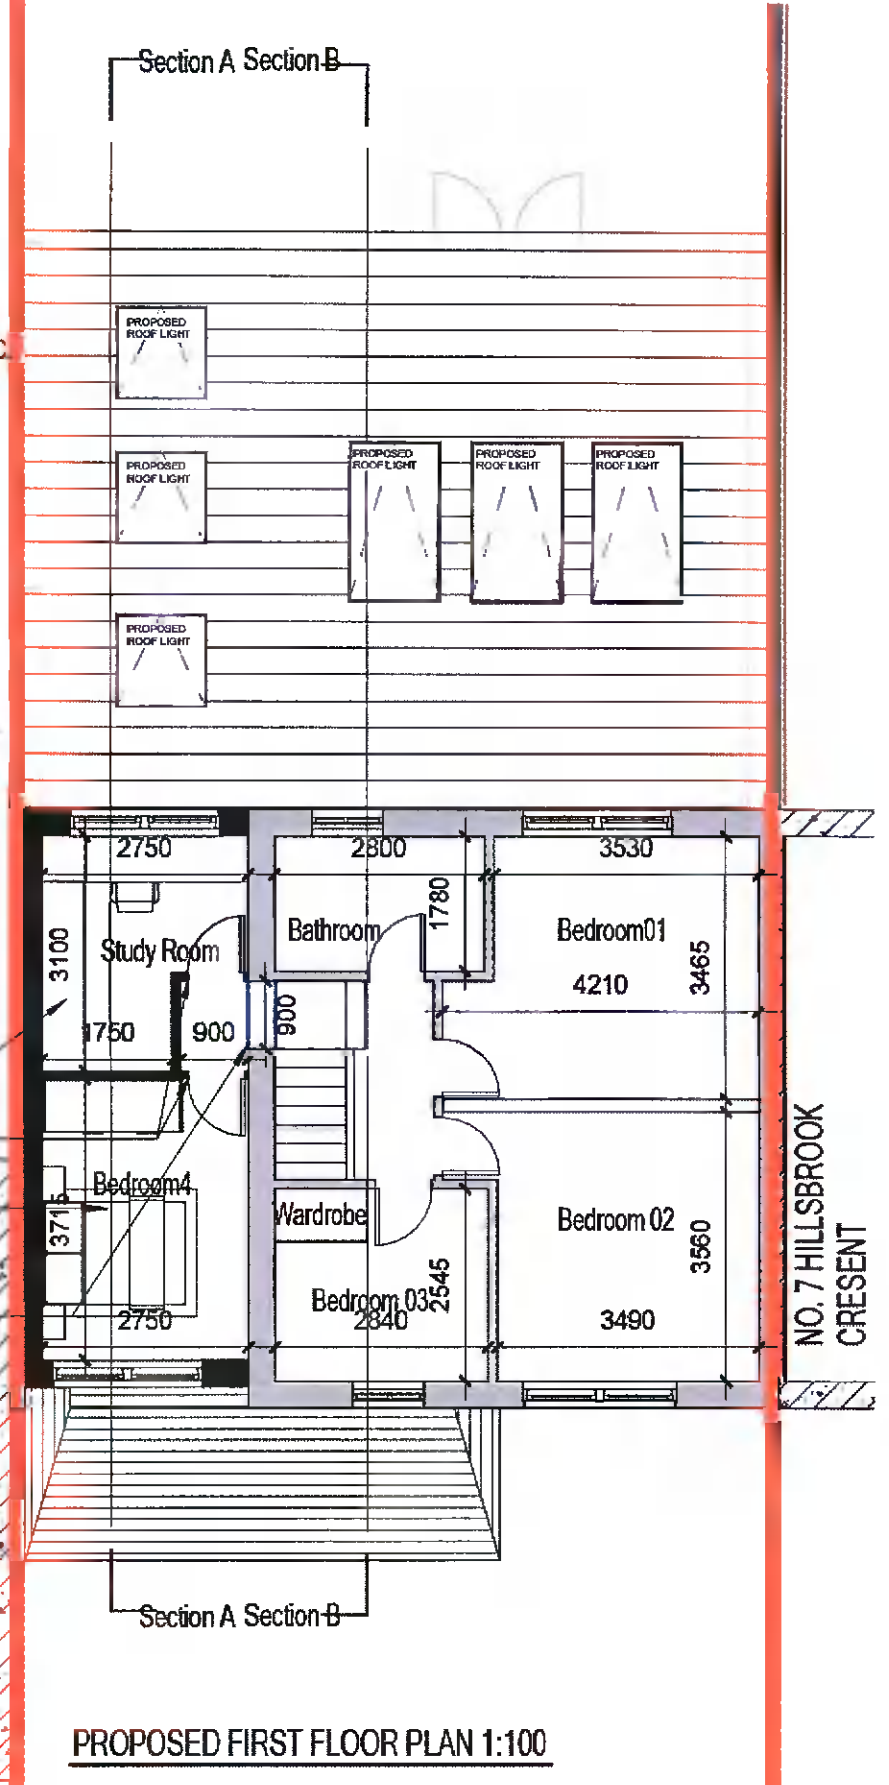 Section A Section B
PROPOSED
ROOF LIGHT
PROPOSED
ROOF LIGHT
PROPOSED
ROOF LIGHT
PROPOSED
ROOF LIGHT
PROPOSED
ROOF LIGHT
PROPOSED
ROOF LIGHT
2750
2800
3530
1780
Bathroom
Bedroom01
Study Room
3100
3465
4210
1750
900
900
Bedroom4
3715
Wardrobe
Bedroom 02
3560
Bedroom 03
2545
2750
2840
3490
NO. 7 HILLSBROOK
CRESENT
Section A Section B
PROPOSED FIRST FLOOR PLAN 1:100